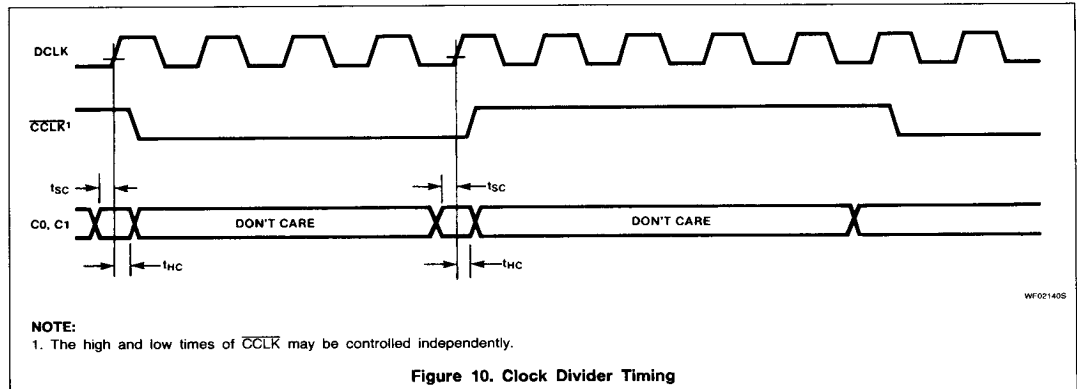 DCLK
CCLK1
tSC
tSC
C0, C1
DON'T CARE
DON'T CARE
tHC
tHC
WF02140S
NOTE:
1. The high and low times of CCLK may be controlled independently.
Figure 10. Clock Divider Timing